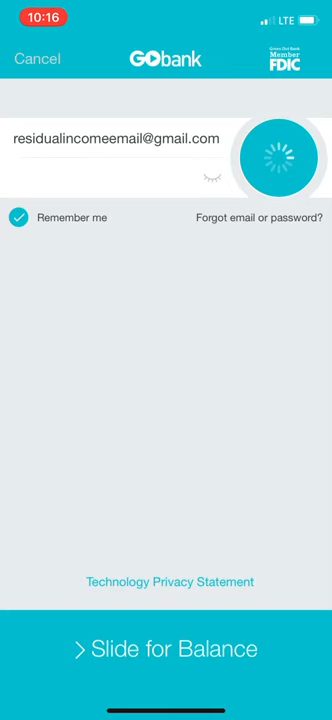 10:16
LTE
Cancel
GObank
Green Dot Bank
Member
FDIC
residualincomeemail@gmail.com
Remember me
Forgot email or password?
Technology Privacy Statement
> Slide for Balance